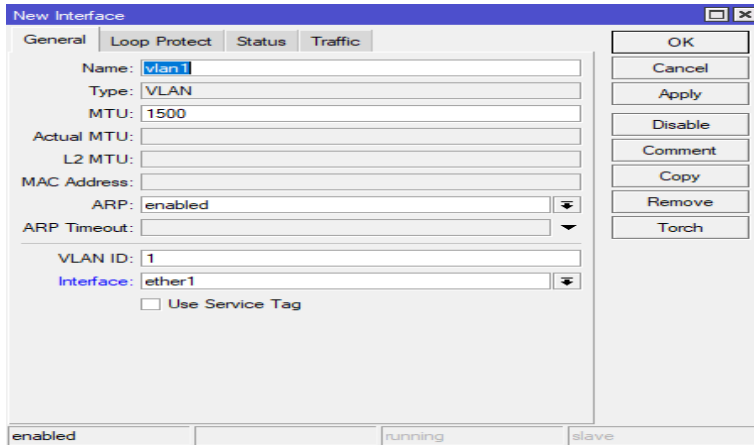 New Interface
General Loop Protect Status Traffic
Name: vlan1
Type: VLAN
MTU: 1500
Actual MTU:
L2 MTU:
MAC Address:
ARP: enabled
ARP Timeout:
VLAN ID: 1
Interface: ether1
Use Service Tag
OK
Cancel
Apply
Disable
Comment
Copy
Remove
Torch
enabled running slave